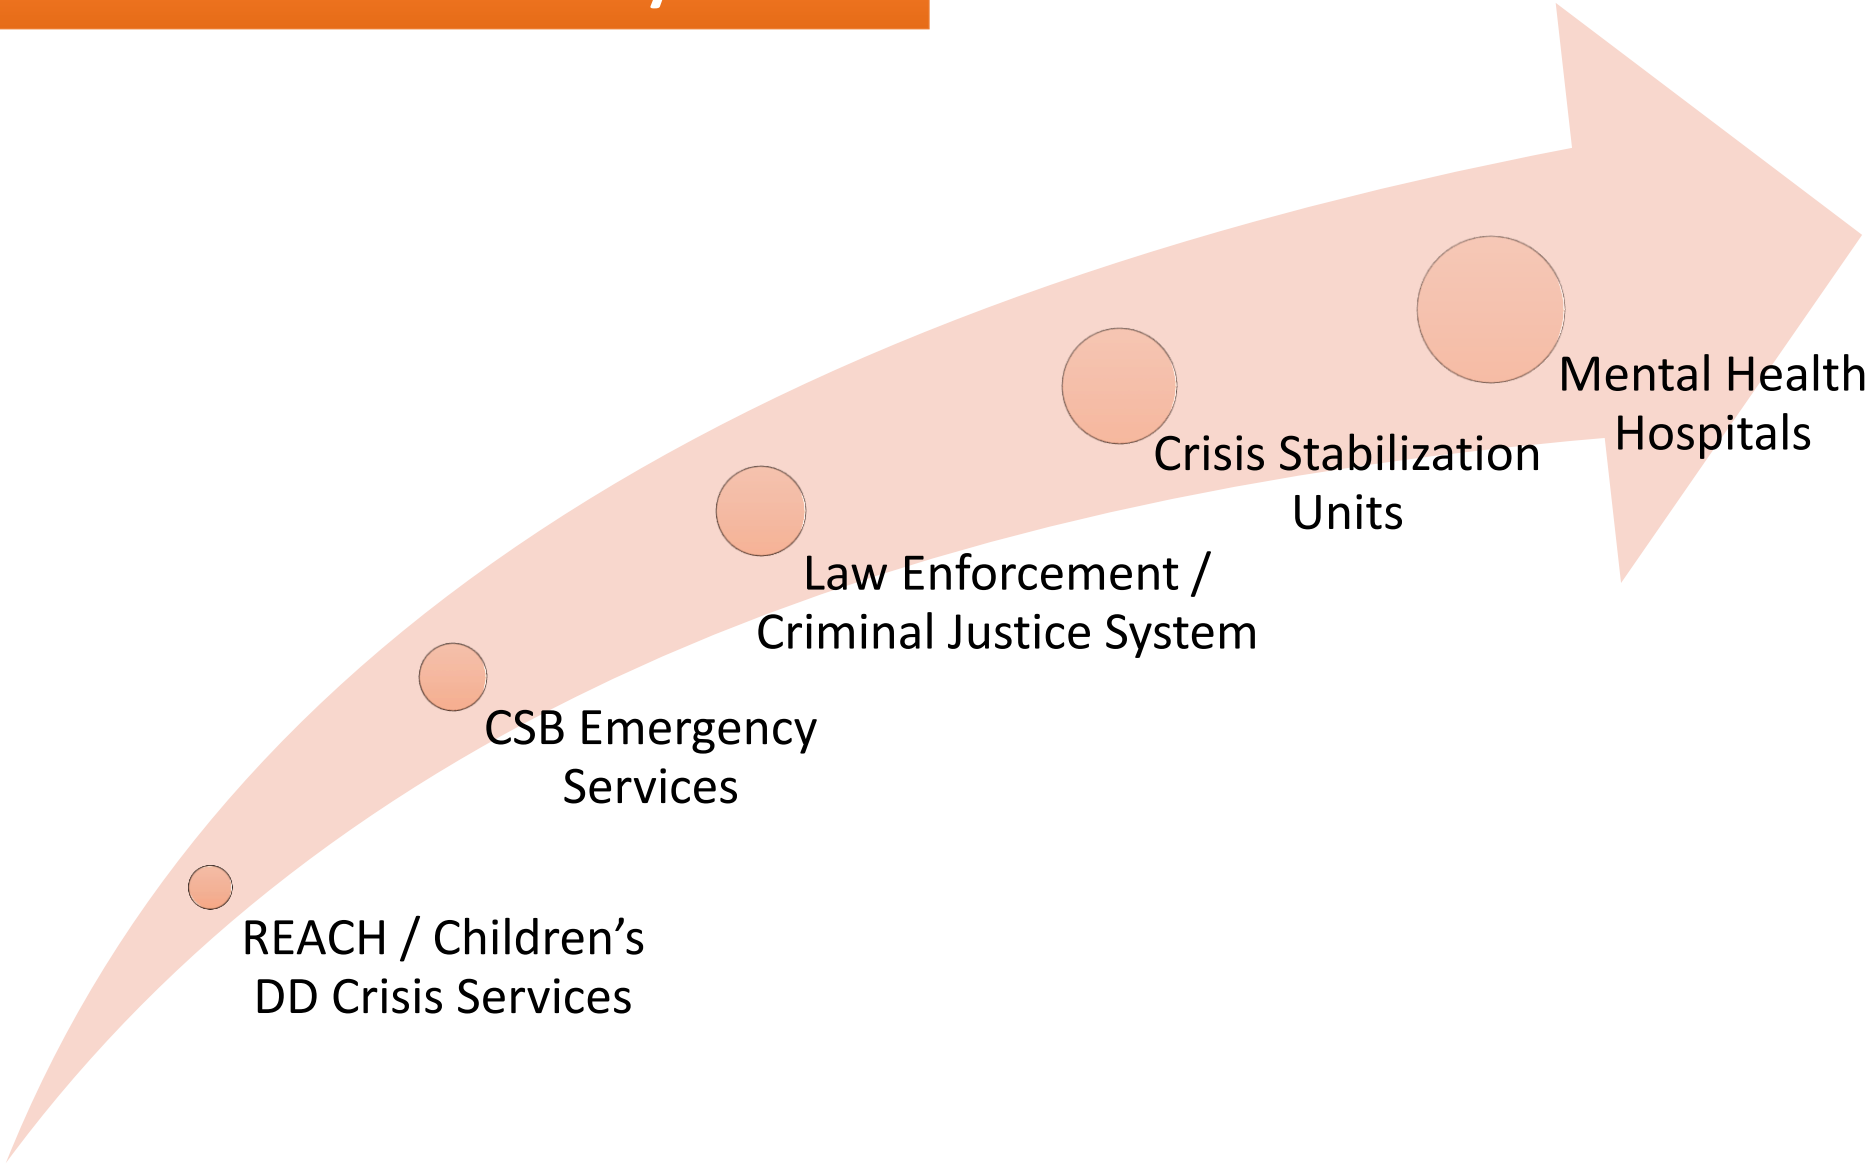 Mental Health
Hospitals
Crisis Stabilization
Units
Law Enforcement /
Criminal Justice System
CSB Emergency
Services
REACH / Children’s
DD Crisis Services